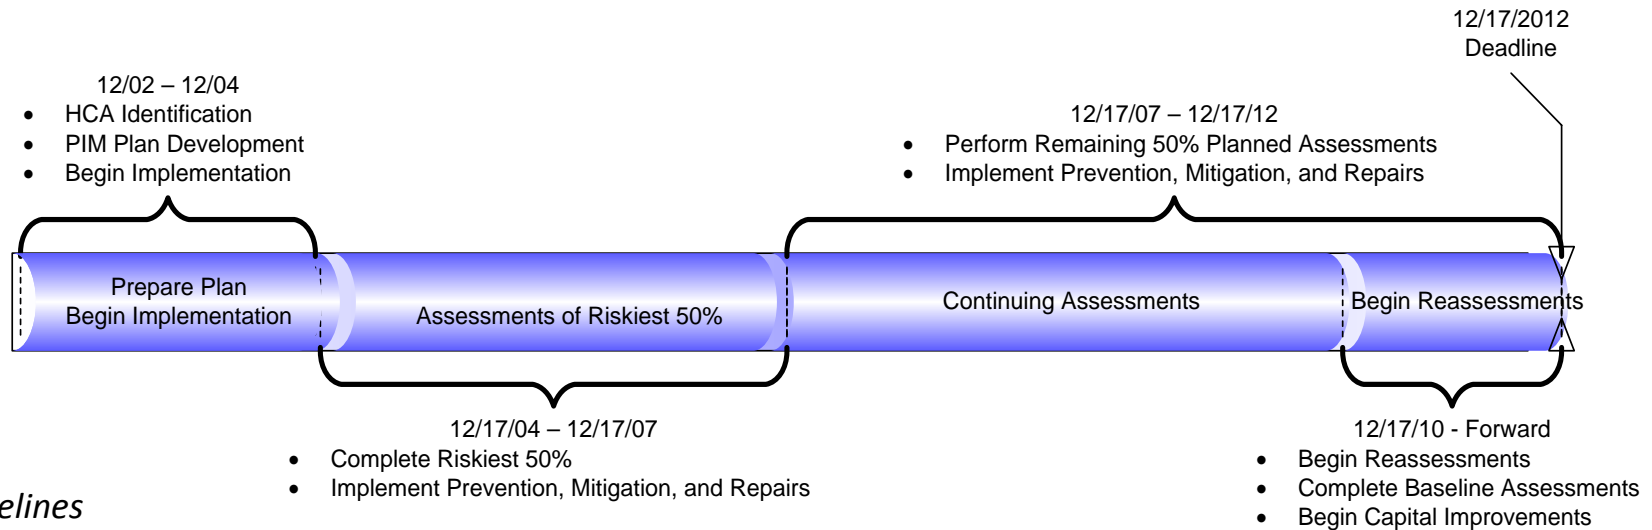 12/17/2012
Deadline
12/02 – 12/04
• HCA Identification
• PIM Plan Development
• Begin Implementation
12/17/07 – 12/17/12
• Perform Remaining 50% Planned Assessments
• Implement Prevention, Mitigation, and Repairs
Prepare Plan
Begin Implementation
Assessments of Riskiest 50%
Continuing Assessments
Begin Reassessments
12/17/04 – 12/17/07
• Complete Riskiest 50%
• Implement Prevention, Mitigation, and Repairs
12/17/10 - Forward
• Begin Reassessments
• Complete Baseline Assessments
• Begin Capital Improvements
elines